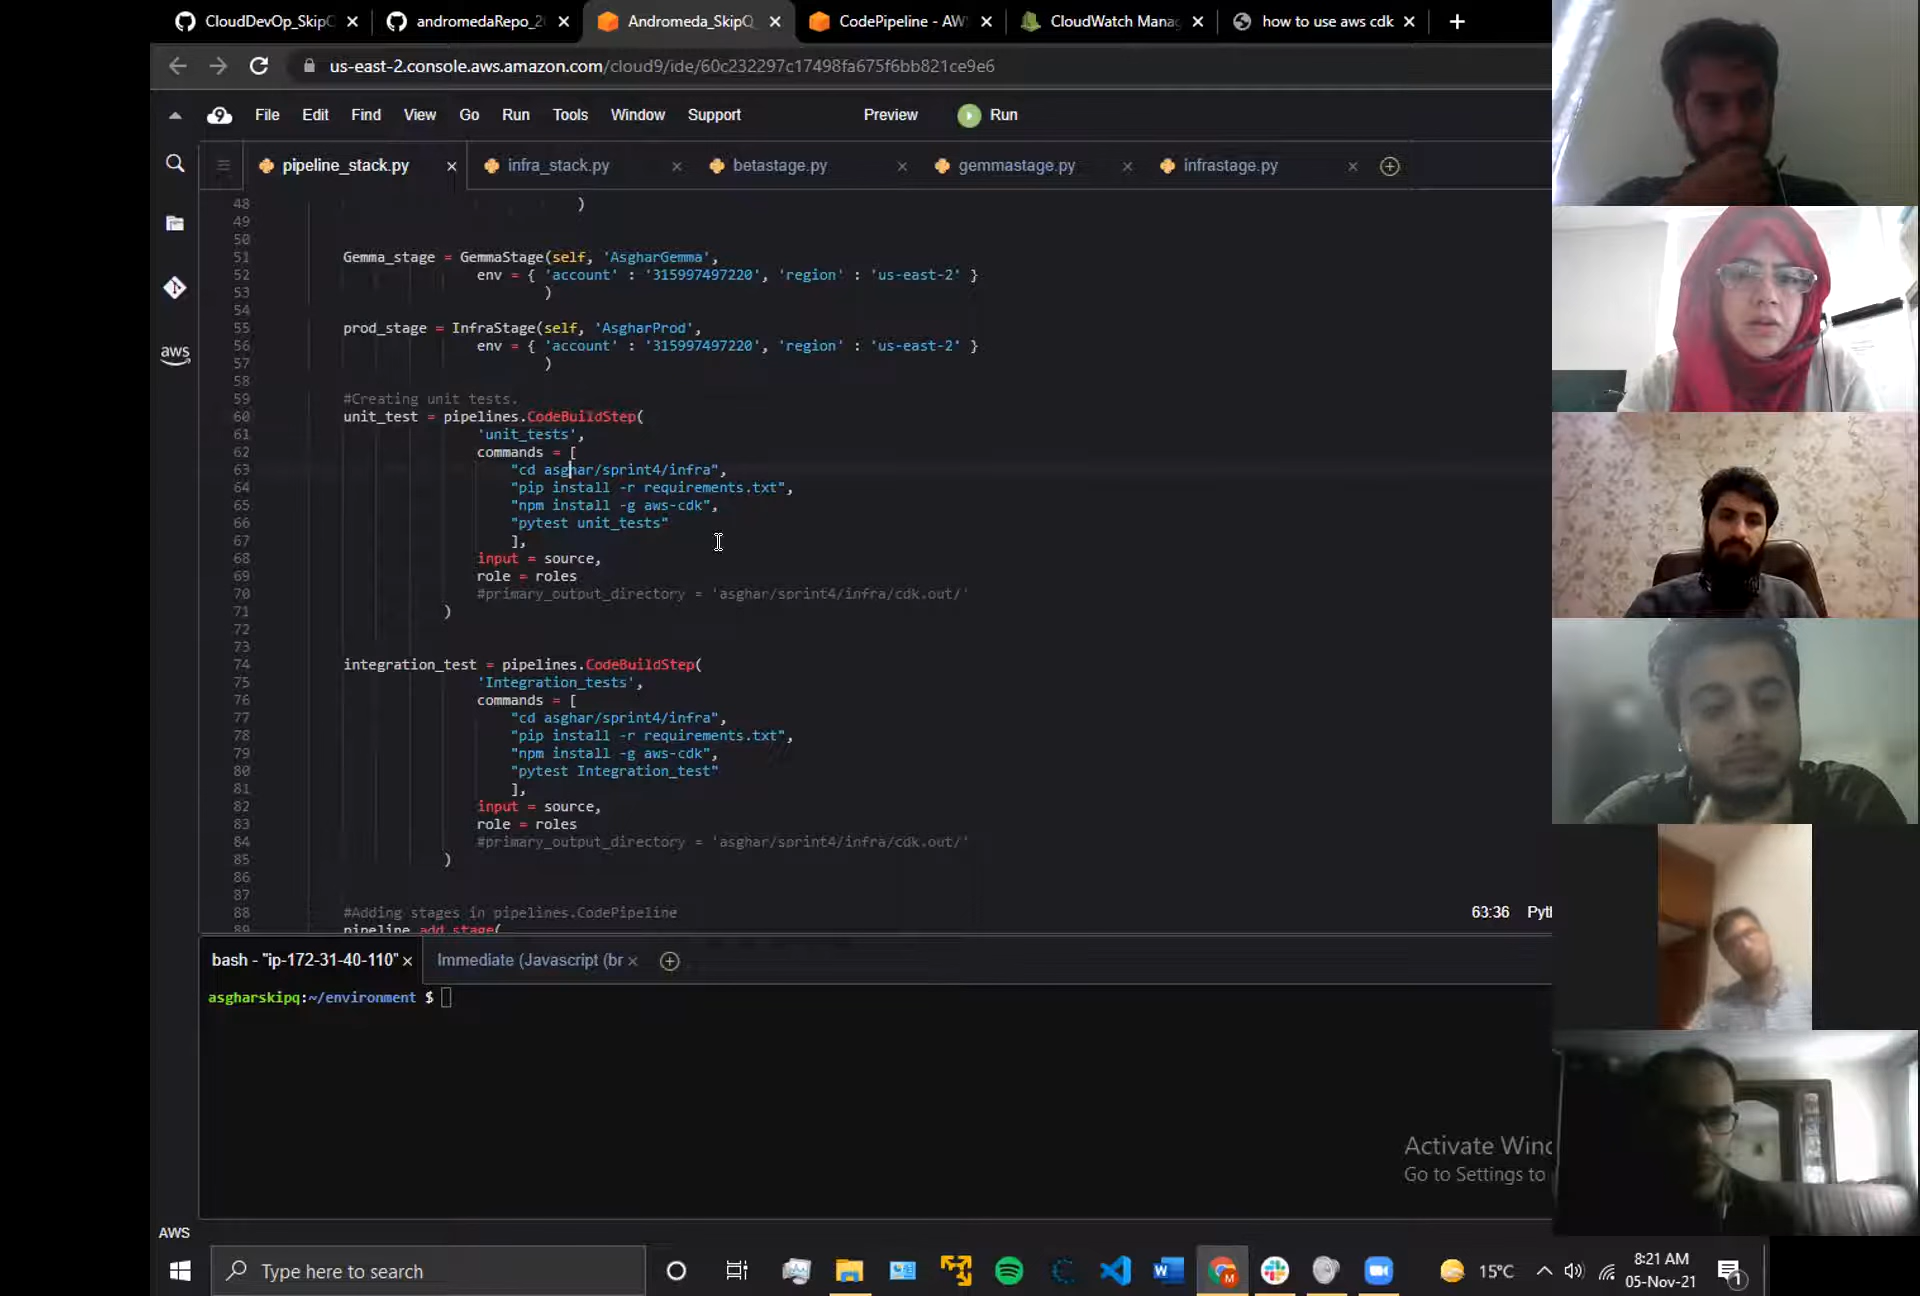 CloudDevOp_SkipC
andromedaRepo_20
Andromeda_SkipQ
CodePipeline - AW
CloudWatch Mana
how to use aws cdk
us-east-2.console.aws.amazon.com/cloud9/ide/60c232297c17498fa675f6bb821ce9e6
File Edit Find View Go Run Tools Window Support Preview Run
pipeline_stack.py infra_stack.py betastage.py gemmastage.py infrastage.py
48 )
49
50
51 Gemma_stage = GemmaStage(self, 'AsgharGemma',
52 env = { 'account' : '315997497220', 'region' : 'us-east-2' }
53 )
54
55 prod_stage = InfraStage(self, 'AsgharProd',
56 env = { 'account' : '315997497220', 'region' : 'us-east-2' }
57 )
58
59 #Creating unit tests.
60 unit_test = pipelines.CodeBuildStep(
61 'unit_tests',
62 commands = [
63 "cd asghar/sprint4/infra",
64 "pip install -r requirements.txt",
65 "npm install -g aws-cdk",
66 "pytest unit_tests"
67 ],
68 input = source,
69 role = roles
70 #primary_output_directory = 'asghar/sprint4/infra/cdk.out/'
71 )
72
73
74 integration_test = pipelines.CodeBuildStep(
75 'Integration_tests',
76 commands = [
77 "cd asghar/sprint4/infra",
78 "pip install -r requirements.txt",
79 "npm install -g aws-cdk",
80 "pytest Integration_test"
81 ],
82 input = source,
83 role = roles
84 #primary_output_directory = 'asghar/sprint4/infra/cdk.out/'
85 )
86
87
88 #Adding stages in pipelines.CodePipeline
89 pipeline.add_stage(
63:36 Pyth
aws
bash - "ip-172-31-40-110" Immediate (Javascript (br
asgharskipq:~/environment $
Activate Winc
Go to Settings to
AWS
Type here to search
15°C
8:21 AM
05-Nov-21
1